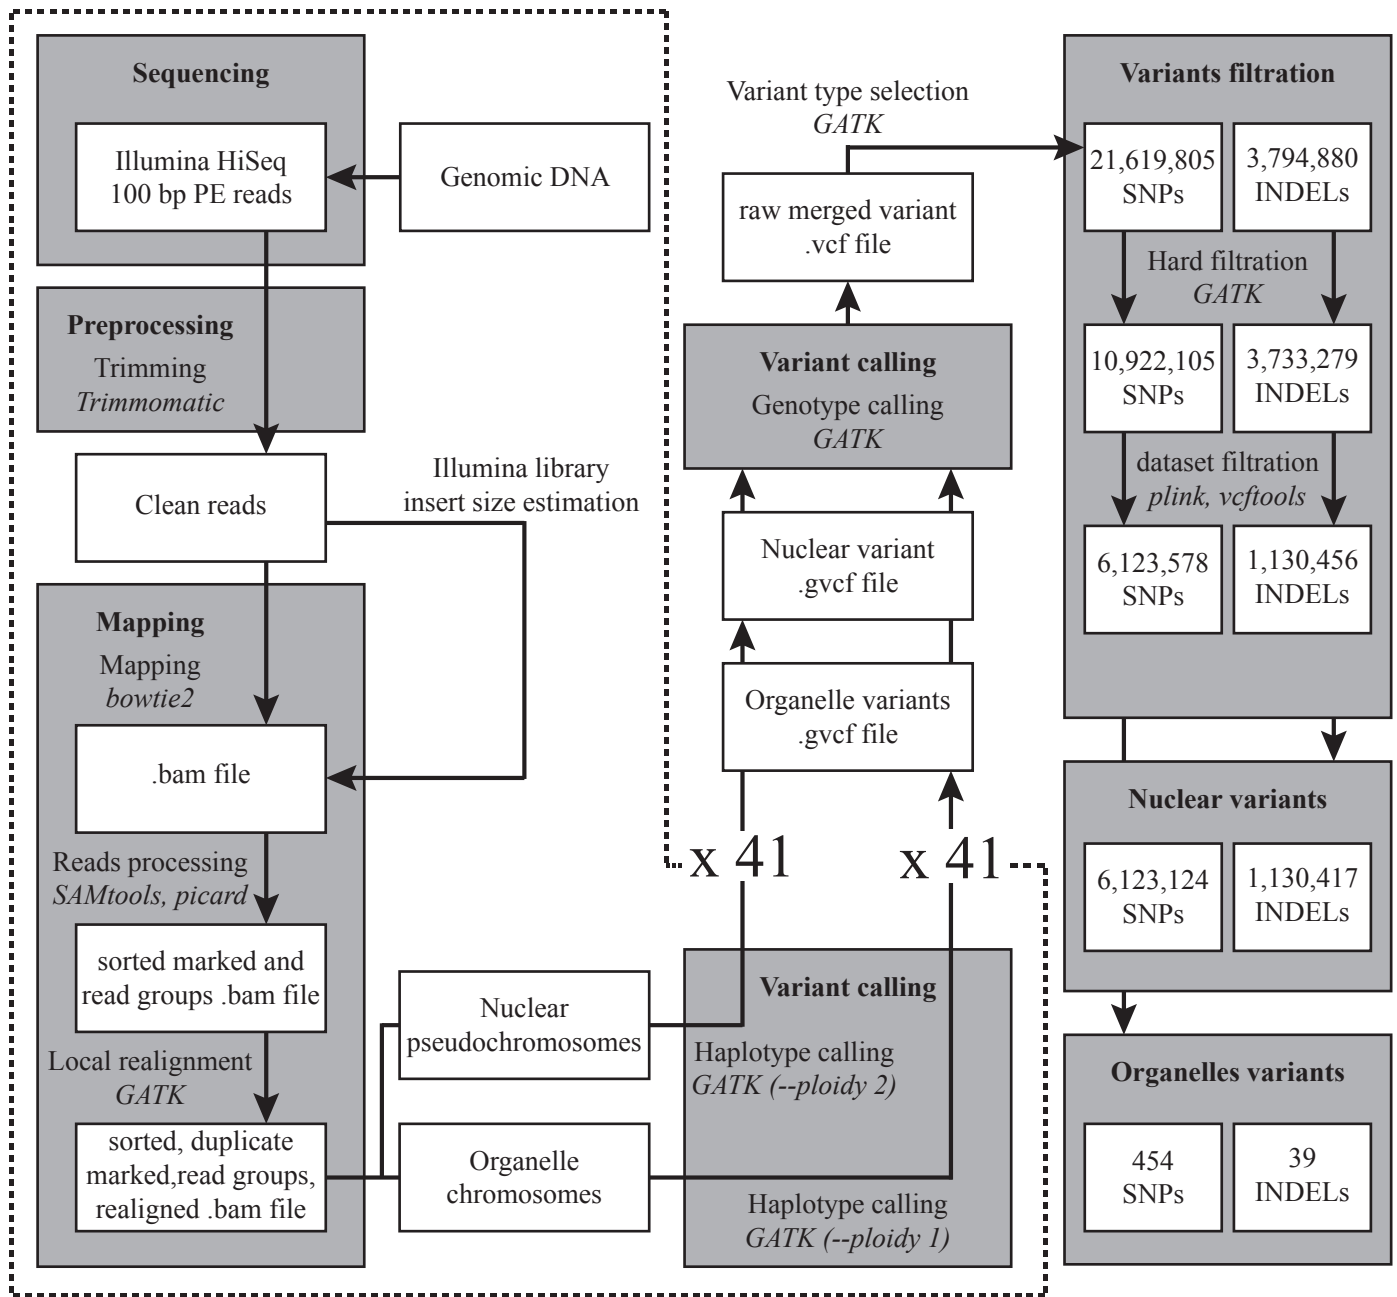 Sequencing
Illumina HiSeq
100 bp PE reads
Genomic DNA
Preprocessing
Trimming
Trimmomatic
Clean reads
Illumina library
insert size estimation
Mapping
Mapping
bowtie2
.bam file
Reads processing
SAMtools, picard
sorted marked and
read groups .bam file
Local realignment
GATK
sorted, duplicate
marked,read groups,
realigned .bam file
Nuclear
pseudochromosomes
Organelle
chromosomes
Variant calling
Haplotype calling
GATK (--ploidy 2)
Haplotype calling
GATK (--ploidy 1)
x 41
x 41
Organelle variants
.gvcf file
Nuclear variant
.gvcf file
Variant calling
Genotype calling
GATK
raw merged variant
.vcf file
Variant type selection
GATK
Variants filtration
21,619,805
SNPs
3,794,880
INDELs
Hard filtration
GATK
10,922,105
SNPs
3,733,279
INDELs
dataset filtration
plink, vcftools
6,123,578
SNPs
1,130,456
INDELs
Nuclear variants
6,123,124
SNPs
1,130,417
INDELs
Organelles variants
454
SNPs
39
INDELs